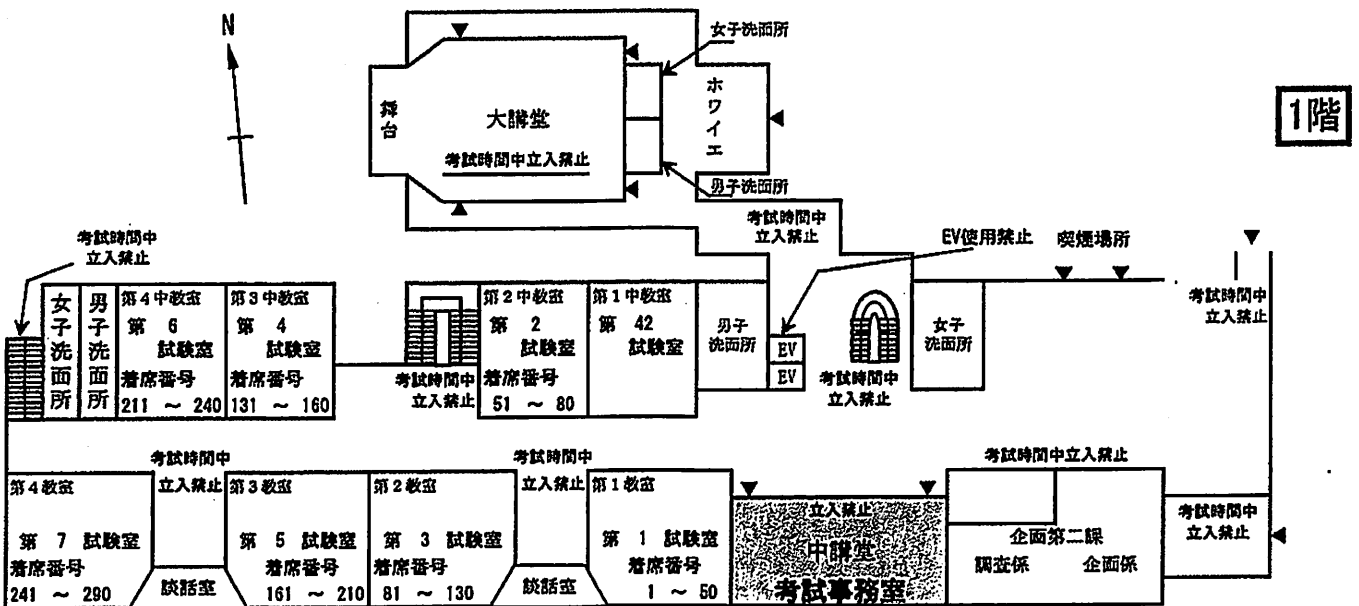 N
1階
女子洗面所
舞台
大講堂
考試時間中立入禁止
ホワイエ
男子洗面所
考試時間中
立入禁止
EV使用禁止
喫煙場所
考試時間中
立入禁止
考試時間中
立入禁止
女子洗面所
男子洗面所
第4中教室
第 6
試験室
着席番号
211 ~ 240
第3中教室
第 4
試験室
着席番号
131 ~ 160
考試時間中
立入禁止
第2中教室
第 2
試験室
着席番号
51 ~ 80
第1中教室
第 42
試験室
男子
洗面所
EV
EV
考試時間中
立入禁止
女子
洗面所
第4教室
第 7 試験室
着席番号
241 ~ 290
考試時間中
立入禁止
談話室
第3教室
第 5 試験室
着席番号
161 ~ 210
第2教室
第 3 試験室
着席番号
81 ~ 130
考試時間中
立入禁止
談話室
第1教室
第 1 試験室
着席番号
1 ~ 50
立入禁止
中講堂
考試事務室
考試時間中立入禁止
企画第二課
調査係 企画係
考試時間中
立入禁止